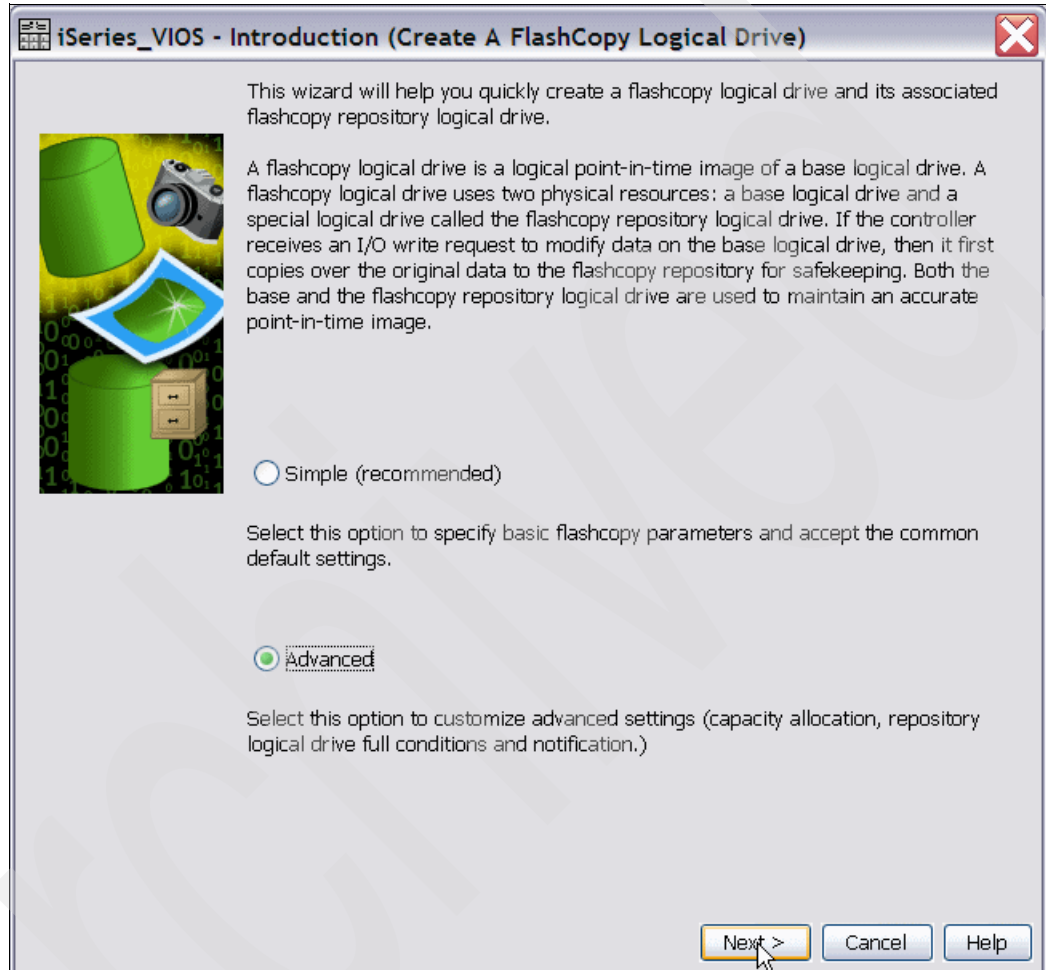 iSeries_VIOS - Introduction (Create A FlashCopy Logical Drive)
This wizard will help you quickly create a flashcopy logical drive and its associated
flashcopy repository logical drive.
A flashcopy logical drive is a logical point-in-time image of a base logical drive. A
flashcopy logical drive uses two physical resources: a base logical drive and a
special logical drive called the flashcopy repository logical drive. If the controller
receives an I/O write request to modify data on the base logical drive, then it first
copies over the original data to the flashcopy repository for safekeeping. Both the
base and the flashcopy repository logical drive are used to maintain an accurate
point-in-time image.
Simple (recommended)
Select this option to specify basic flashcopy parameters and accept the common
default settings.
Advanced
Select this option to customize advanced settings (capacity allocation, repository
logical drive full conditions and notification.)
Next >
Cancel
Help